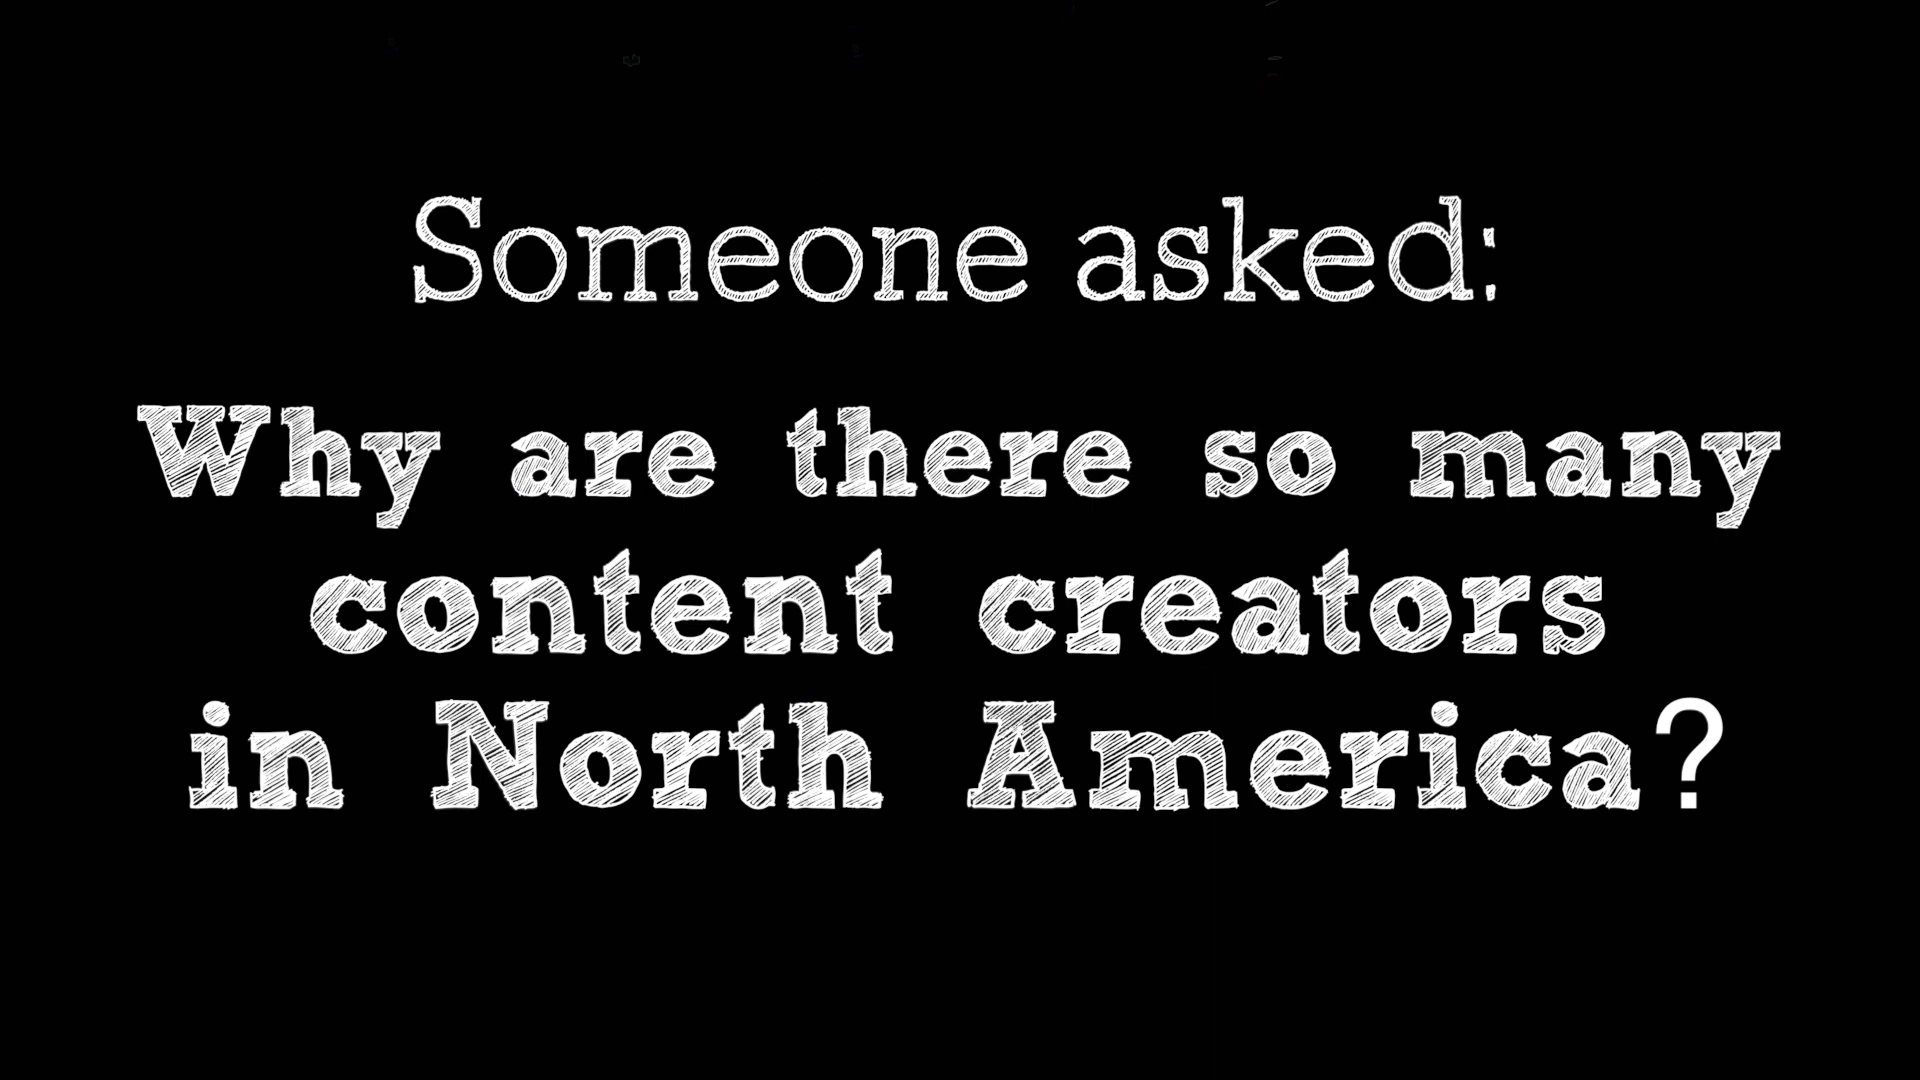 Someone asked:
Why are there so many
content creators
in North America?